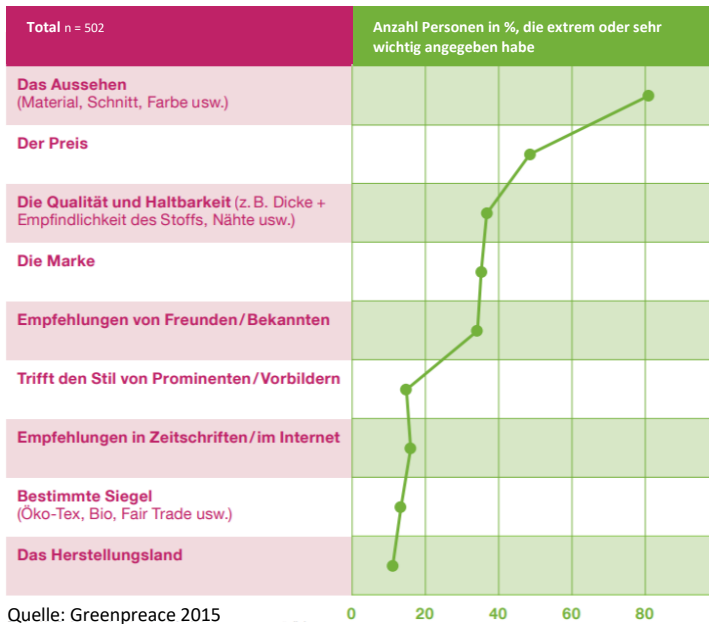 Total n = 502
Anzahl Personen in %, die extrem oder sehr
wichtig angegeben habe
Das Aussehen
(Material, Schnitt, Farbe usw.)
Der Preis
Die Qualität und Haltbarkeit (z. B. Dicke +
Empfindlichkeit des Stoffs, Nähte usw.)
Die Marke
Empfehlungen von Freunden/Bekannten
Trifft den Stil von Prominenten/Vorbildern
Empfehlungen in Zeitschriften/im Internet
Bestimmte Siegel
(Öko-Tex, Bio, Fair Trade usw.)
Das Herstellungsland
Quelle: Greenpreace 2015
0 20 40 60 80